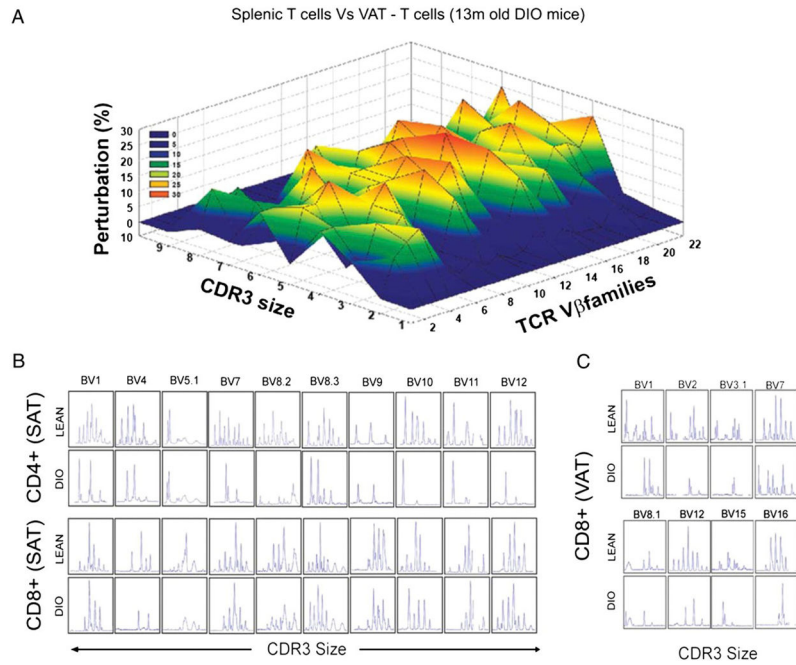 A
Splenic T cells Vs VAT - T cells (13m old DIO mice)
Perturbation (%)
30
25
20
15
10
5
0
10
0
5
10
15
20
25
30
9
8
7
6
5
4
3
2
1
CDR3 size
2
4
6
8
10
12
14
16
18
20
22
TCR Vβfamilies
B
BV1 BV4 BV5.1 BV7 BV8.2 BV8.3 BV9 BV10 BV11 BV12
CD4+ (SAT)
LEAN
DIO
CD8+ (SAT)
LEAN
DIO
CDR3 Size
C
BV1 BV2 BV3.1 BV7
CD8+ (VAT)
LEAN
DIO
BV8.1 BV12 BV15 BV16
LEAN
DIO
CDR3 Size